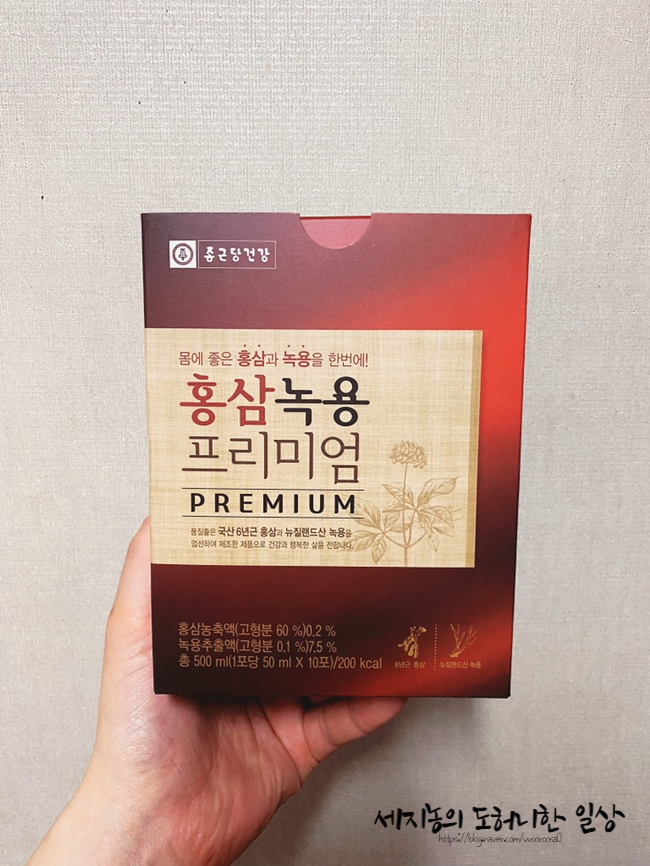 종근당건강
몸에 좋은 홍삼과 녹용을 한번에!
홍삼녹용
프리미엄
PREMIUM
품질좋은 국산 6년근 홍삼과 뉴질랜드산 녹용을
엄선하여 제조한 제품으로 건강과 행복한 삶을 전합니다.
홍삼농축액(고형분 60 %)0.2 %
녹용추출액(고형분 0.1 %)7.5 %
총 500 ml(1포당 50 ml X 10포)/200 kcal
6년근 홍삼
뉴질랜드산 녹용
세지농의 도허니한 일상